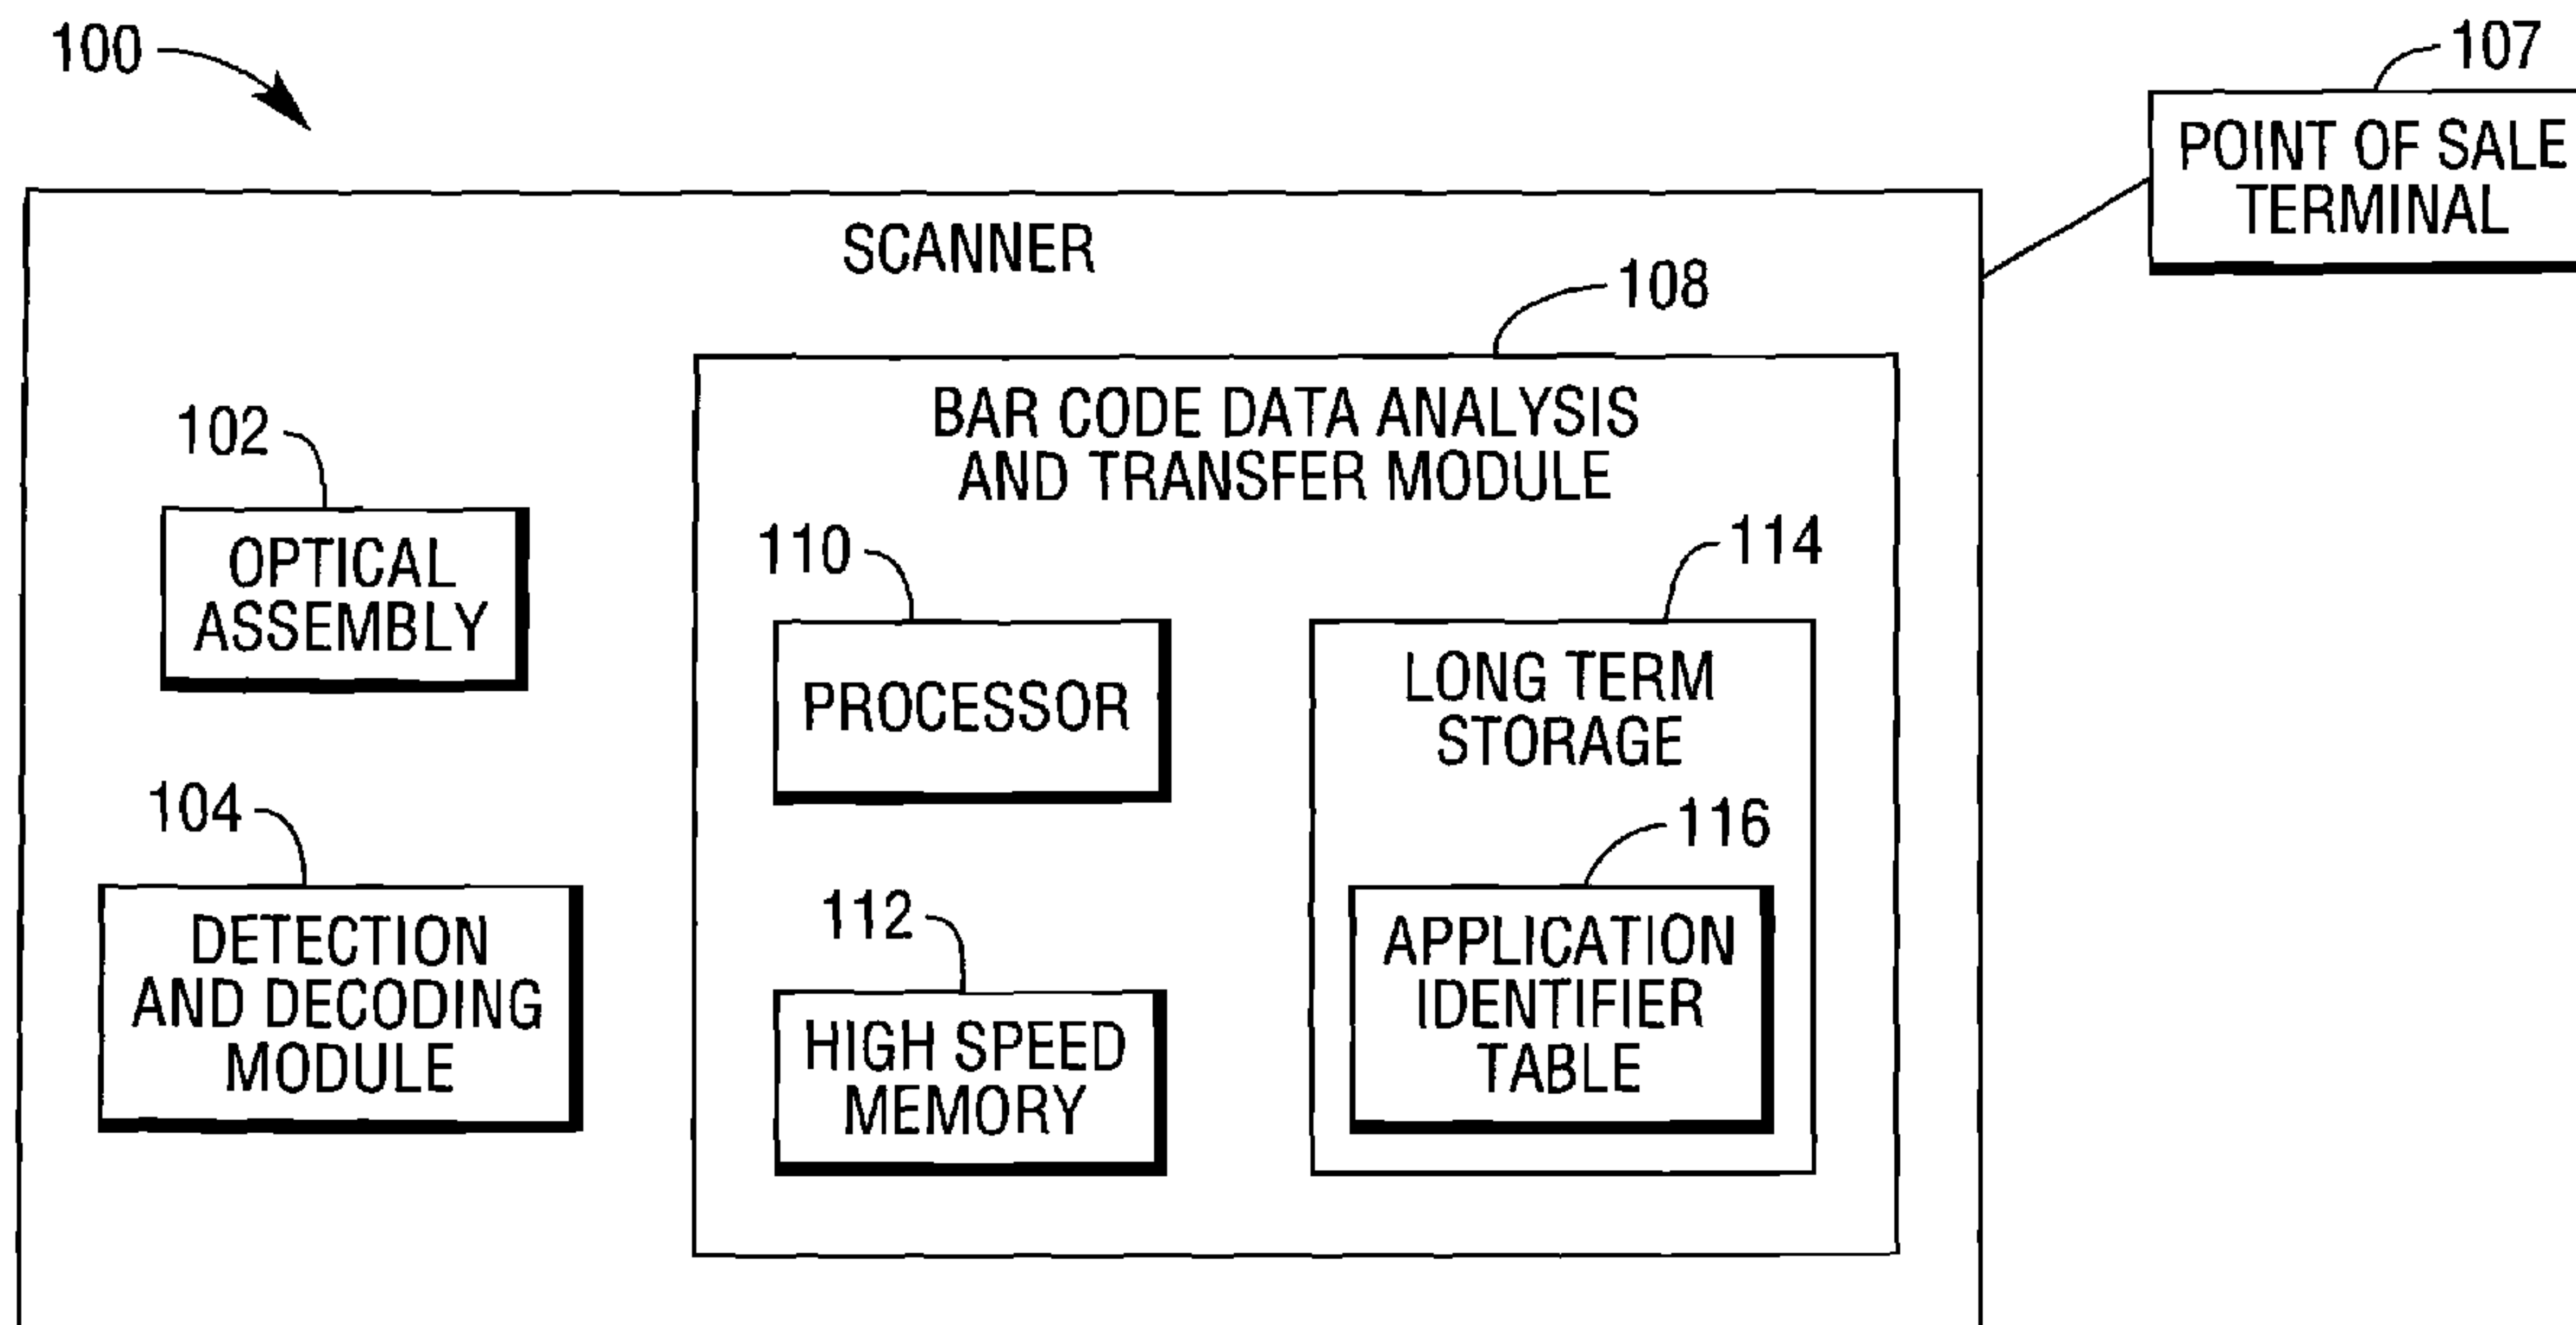 100
107
POINT OF SALE
TERMINAL
SCANNER
108
BAR CODE DATA ANALYSIS
AND TRANSFER MODULE
102
OPTICAL
ASSEMBLY
110
PROCESSOR
114
LONG TERM
STORAGE
104
DETECTION
AND DECODING
MODULE
112
HIGH SPEED
MEMORY
116
APPLICATION
IDENTIFIER
TABLE